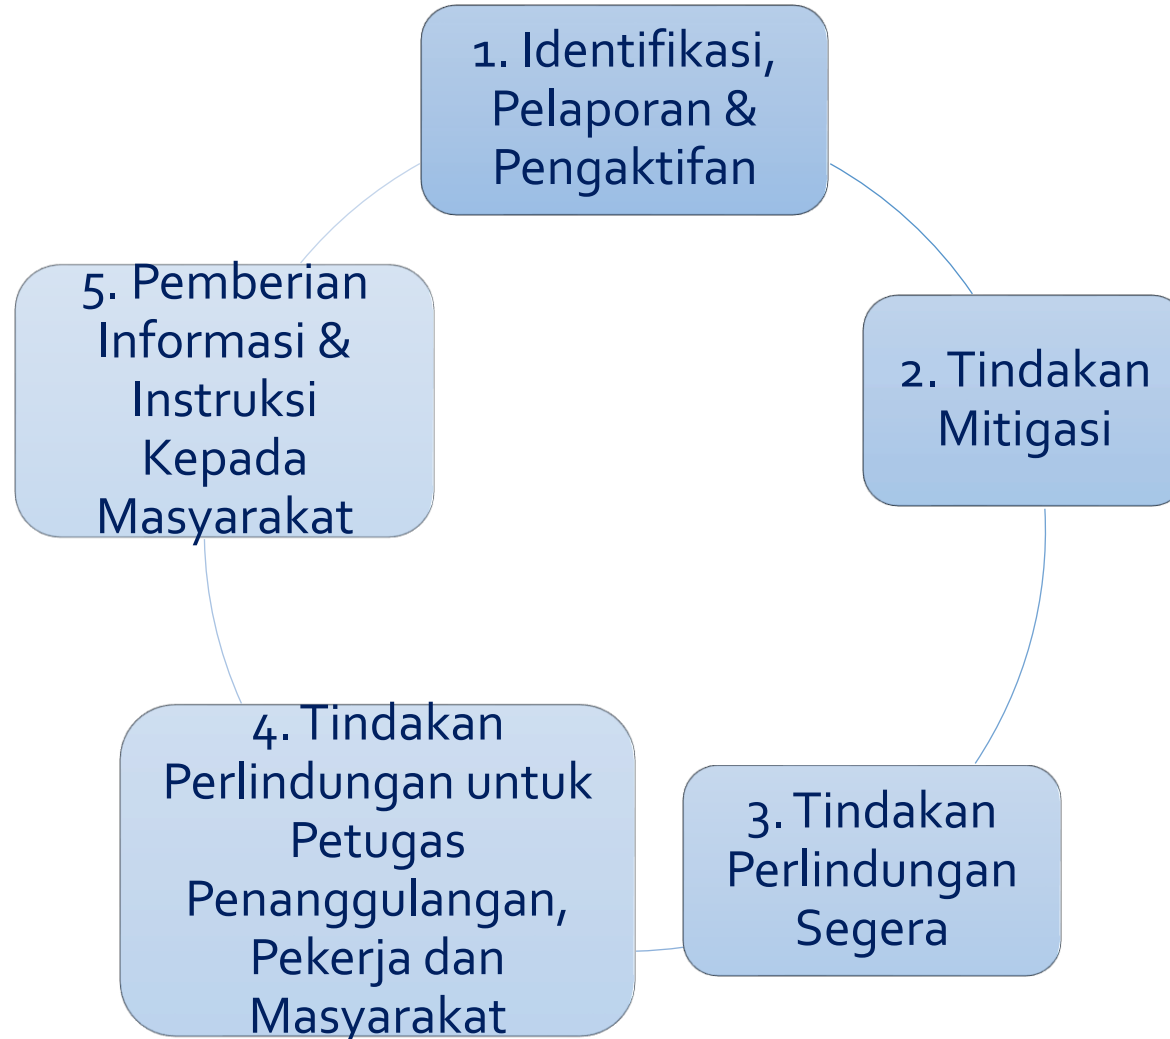 1. Identifikasi,
Pelaporan &
Pengaktifan
2. Tindakan
Mitigasi
3. Tindakan
Perlindungan
Segera
4. Tindakan
Perlindungan untuk
Petugas
Penanggulangan,
Pekerja dan
Masyarakat
5. Pemberian
Informasi &
Instruksi
Kepada
Masyarakat